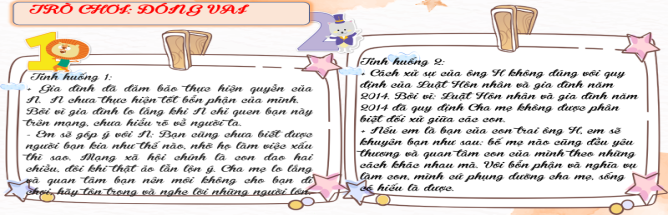 TRÒ CHƠI: ĐÓNG VAI
1
Tình huống 1:
+ Gia đình đã đảm bảo thực hiện quyền của
N. N chưa thực hiện tốt bổn phận của mình.
Bởi vì gia đình lo lắng khi N chỉ quen bạn này
trên mạng, chưa hiểu rõ về người ta.
- Em sẽ góp ý với N: Bạn cũng chưa biết được
người bạn kia như thế nào, nhỡ họ làm việc xấu
thì sao. Mạng xã hội chính là con dao hai
chiều, đôi khi thật ảo lẫn lộn ý. Cha mẹ lo lắng
và quan tâm bạn nên mới không cho bạn đi
chơi, hãy tôn trọng và nghe lời những người lớn.
2
Tình huống 2:
+ Cách xử sự của ông H không đúng với quy
định của Luật Hôn nhân và gia đình năm
2014. Bởi vì: Luật Hôn nhân và gia đình năm
2014 đã quy định Cha mẹ không được phân
biệt đối xử giữa các con.
+ Nếu em là bạn của con trai ông H, em sẽ
khuyên bạn như sau: bố mẹ nào cũng đều yêu
thương và quan tâm con của mình theo những
cách khác nhau mà. Với bổn phận và nghĩa vụ
làm con, mình cứ phụng dưỡng cha mẹ, sống
có hiếu là được.